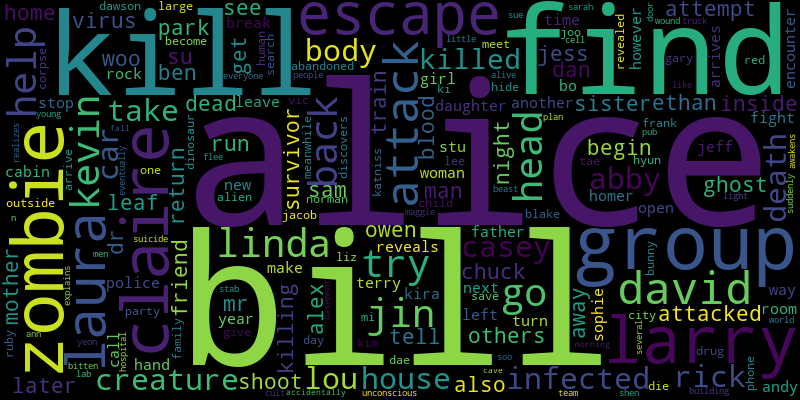 home dawson large become see get time escape attempt sue sarah door wound truck
virus park break human search joo cell meet little however arrives revealed
help kill woo su rock ben everyone body abandoned people killed jess dan bo find gary red like encounter
stop corpse take dead leave vic girl ki alive hide daughter another sisterethan inside
young kevin car run back attack train blood stu night head begin frank pub plan fight
realizes fall dinosaur survivor meanwhile discovers lee woman tae hyun jeff death
zombie arrive cabin one new flee alien sam norman katniss man child beast abby ghost awakens suddenly
outside leaf return jacob maggie blake homer open light
n claire alice
mother laura dr suicide friend linda owen father casey bunny group
men liz reveals david
explains police stab make try chuck room
mr alex terry kira next go away sophie way
ruby party killing year jin save left attacked world
call family give mi tell others turn city larry
ann yeon hand day kim several drug phone
bitten hospital bill dae soo morning
later lab creature shoot lou house also infected rick die andy
cult accidentally unconscious cave team shen